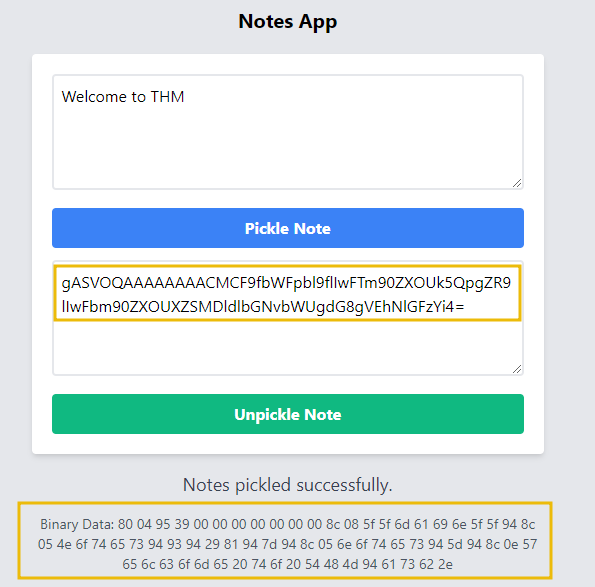 Notes App
Welcome to THM
Pickle Note
gASVOQAAAAAAAACMCF9fbWFpbl9flIwFTm90ZXOUk5QpgZR9
lIwFbm90ZXOUXZSMDldlbGNvbWUgdG8gVEhNlGFzYi4=
Unpickle Note
Notes pickled successfully.
Binary Data: 80 04 95 39 00 00 00 00 00 00 00 8c 08 5f 5f 6d 61 69 6e 5f 5f 94 8c
05 4e 6f 74 65 73 94 93 94 29 81 94 7d 94 8c 05 6e 6f 74 65 73 94 5d 94 8c 0e 57
65 6c 63 6f 6d 65 20 74 6f 20 54 48 4d 94 61 73 62 2e